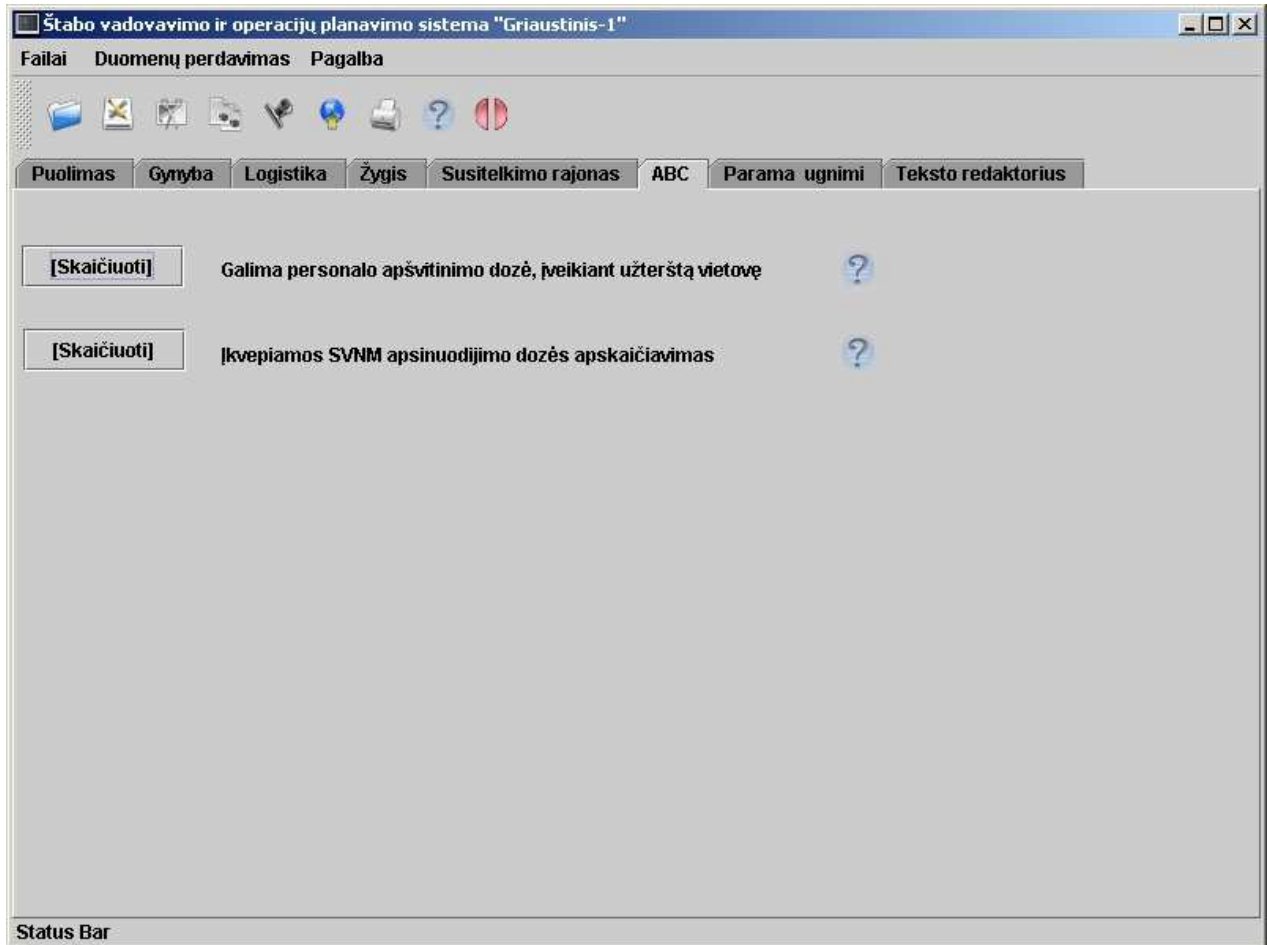 Štabo vadovavimo ir operacijų planavimo sistema "Griaustinis-1"
Failai Duomenų perdavimas Pagalba
Puolimas Gynyba Logistika Žygis Susitelkimo rajonas ABC Parama ugnimi Teksto redaktorius
[Skaičiuoti] Galima personalo apšvitinimo dozė, įveikiant užterštą vietovę
[Skaičiuoti] Įkvepiamos SVNM apsinuodijimo dozės apskaičiavimas
Status Bar